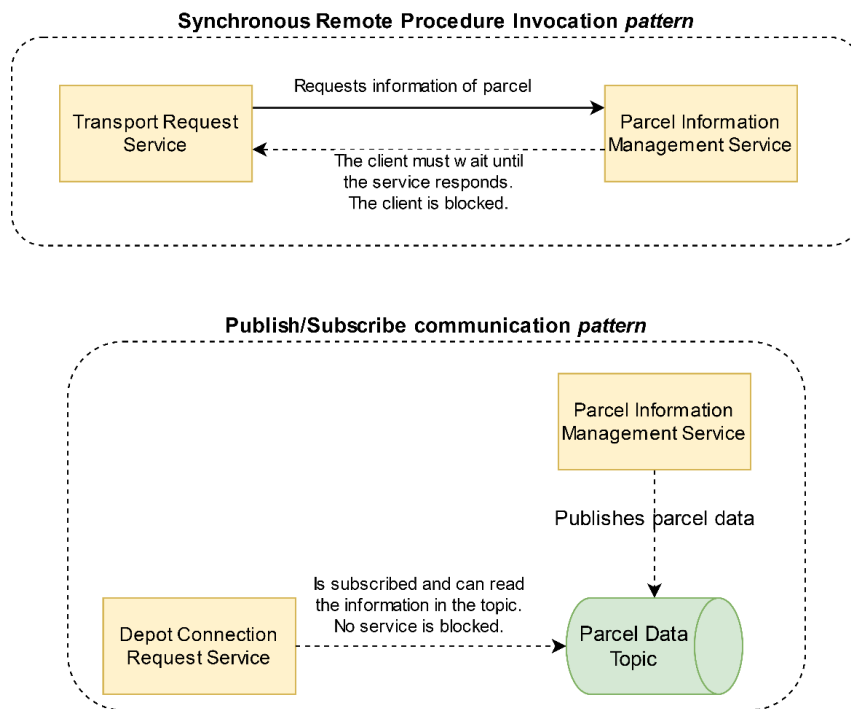 Synchronous Remote Procedure Invocation pattern
Requests information of parcel
Transport Request
Service
Parcel Information
Management Service
The client must wait until
the service responds.
The client is blocked.
Publish/Subscribe communication pattern
Parcel Information
Management Service
Publishes parcel data
Is subscribed and can read
the information in the topic.
No service is blocked.
Depot Connection
Request Service
Parcel Data
Topic